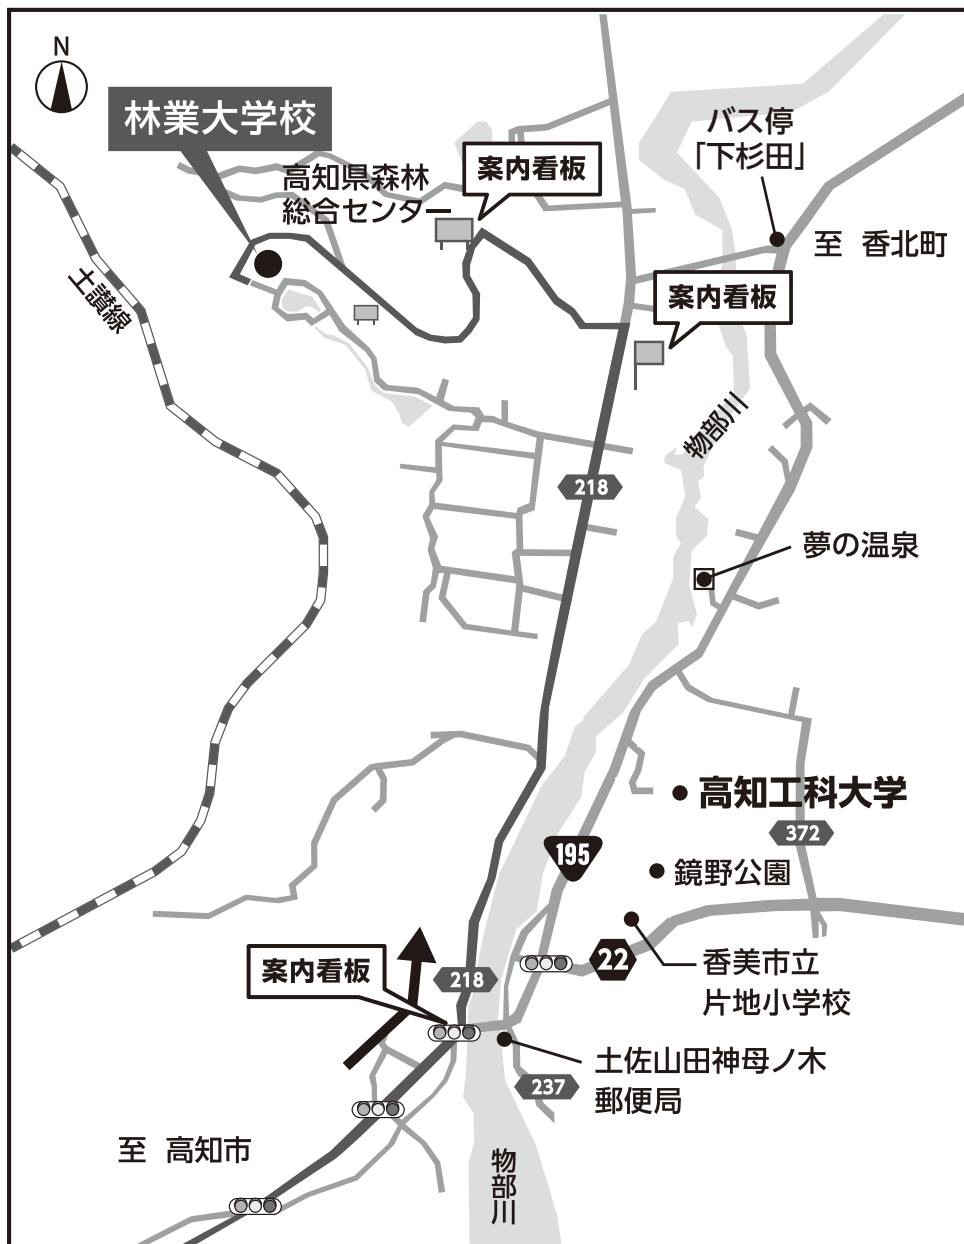 N
林業大学校
高知県森林
総合センター
案内看板
バス停
「下杉田」
至 香北町
案内看板
土讃線
物部川
218
夢の温泉
高知工科大学
372
195
鏡野公園
案内看板
218
22
香美市立
片地小学校
土佐山田神母ノ木
郵便局
237
至 高知市
物部川